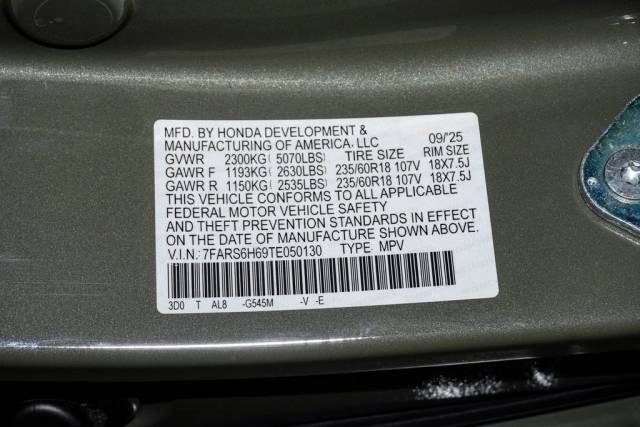 MFD. BY HONDA DEVELOPMENT &
MANUFACTURING OF AMERICA, LLC 09/'25
GVWR 2300KG( 5070LBS) TIRE SIZE RIM SIZE
GAWR F 1193KG( 2630LBS) 235/60R18 107V 18X7.5J
GAWR R 1150KG( 2535LBS) 235/60R18 107V 18X7.5J
THIS VEHICLE CONFORMS TO ALL APPLICABLE
FEDERAL MOTOR VEHICLE SAFETY
AND THEFT PREVENTION STANDARDS IN EFFECT
ON THE DATE OF MANUFACTURE SHOWN ABOVE.
V.I.N.:7FARS6H69TE050130 TYPE: MPV
3D0 T AL8 -G545M -V -E